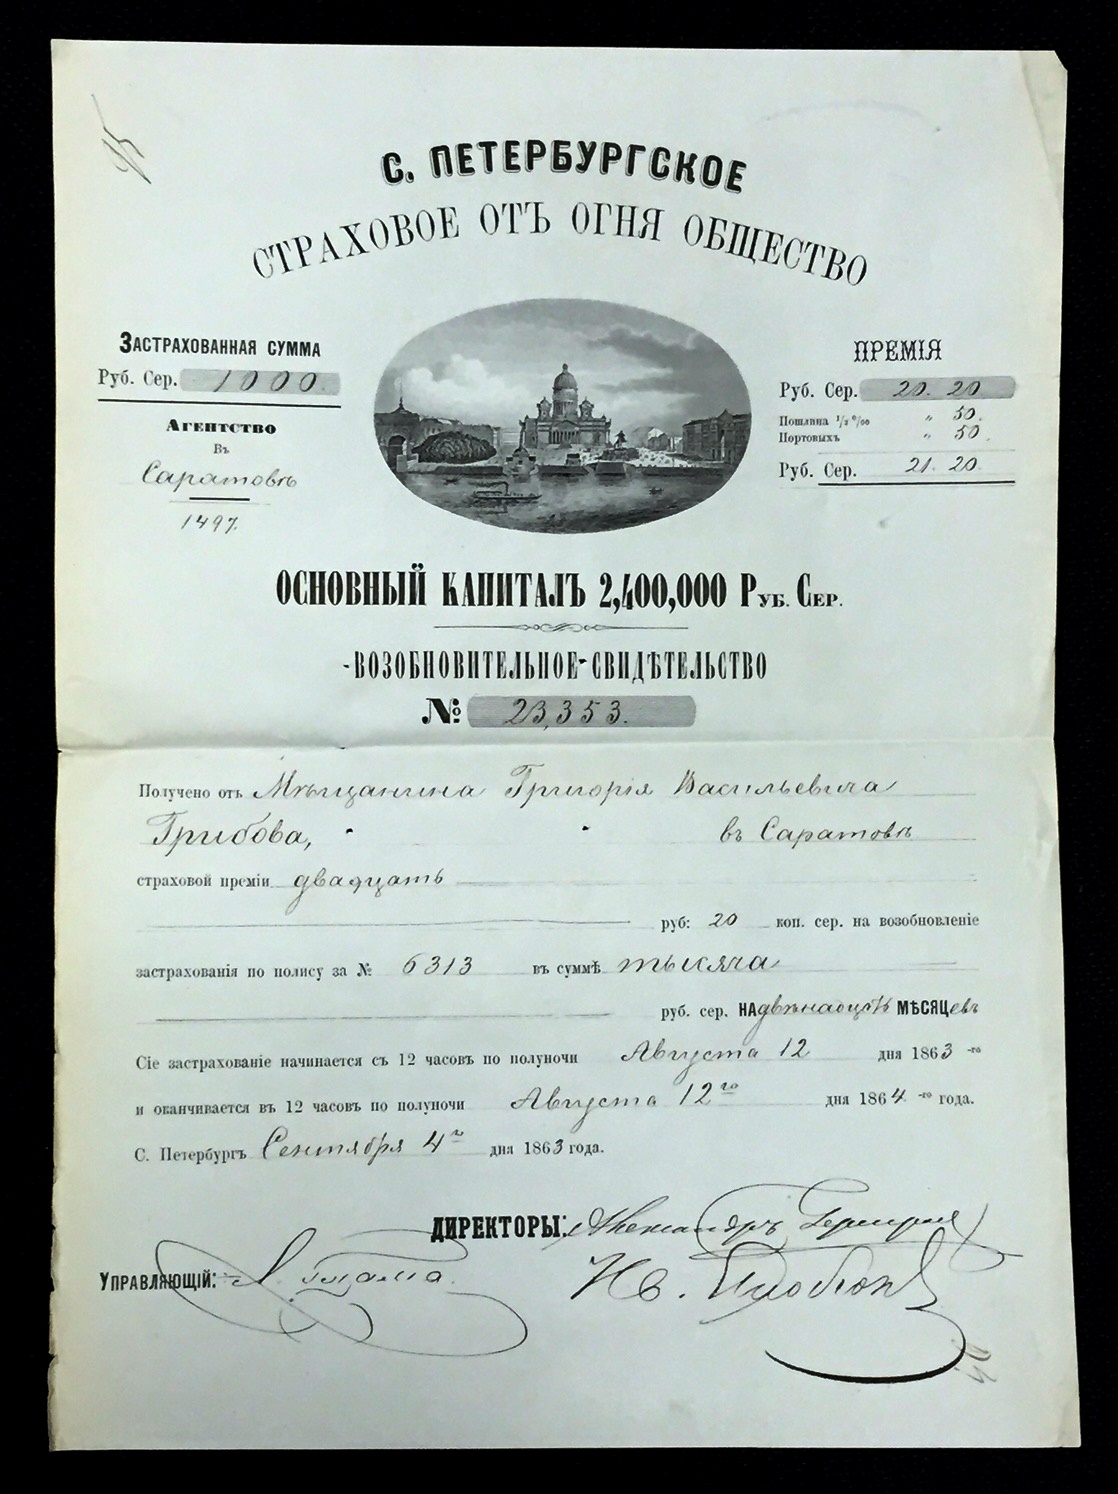 С. ПЕТЕРБУРГСКОЕ
СТРАХОВОЕ ОТЪ ОГНЯ ОБЩЕСТВО
ЗАСТРАХОВАННАЯ СУММА
Руб. Сер. 1000
АГЕНТСТВО
Въ
Саратовѣ
1497.
ПРЕМІЯ
Руб. Сер. 20. 20
Пошлина ½ %00 „ 50.
Портовыхъ „ 50.
Руб. Сер. 21. 20.
ОСНОВНЫЙ КАПИТАЛЪ 2,400,000 РУБ. СЕР.
-ВОЗОБНОВИТЕЛЬНОЕ-СВИДѢТЕЛЬСТВО
№: 23,353.
Получено отъ Мѣщанина Григорія Васильевича
Грибова, въ Саратовѣ
страховой преміи двадцать
руб: 20 коп. сер. на возобновленіе
застрахованія по полису за № 6313 въ суммѣ тысяча
руб. сер. НА двѣнадцать МѢСЯЦевъ
Сіе застрахованіе начинается съ 12 часовъ по полуночи Августа 12 дня 1863 -го
и оканчивается въ 12 часовъ по полуночи Августа 12го дня 1864 -го года.
С. Петербургъ Сентября 4го дня 1863 года.
ДИРЕКТОРЫ: Александръ
УПРАВЛЯЮЩІЙ: